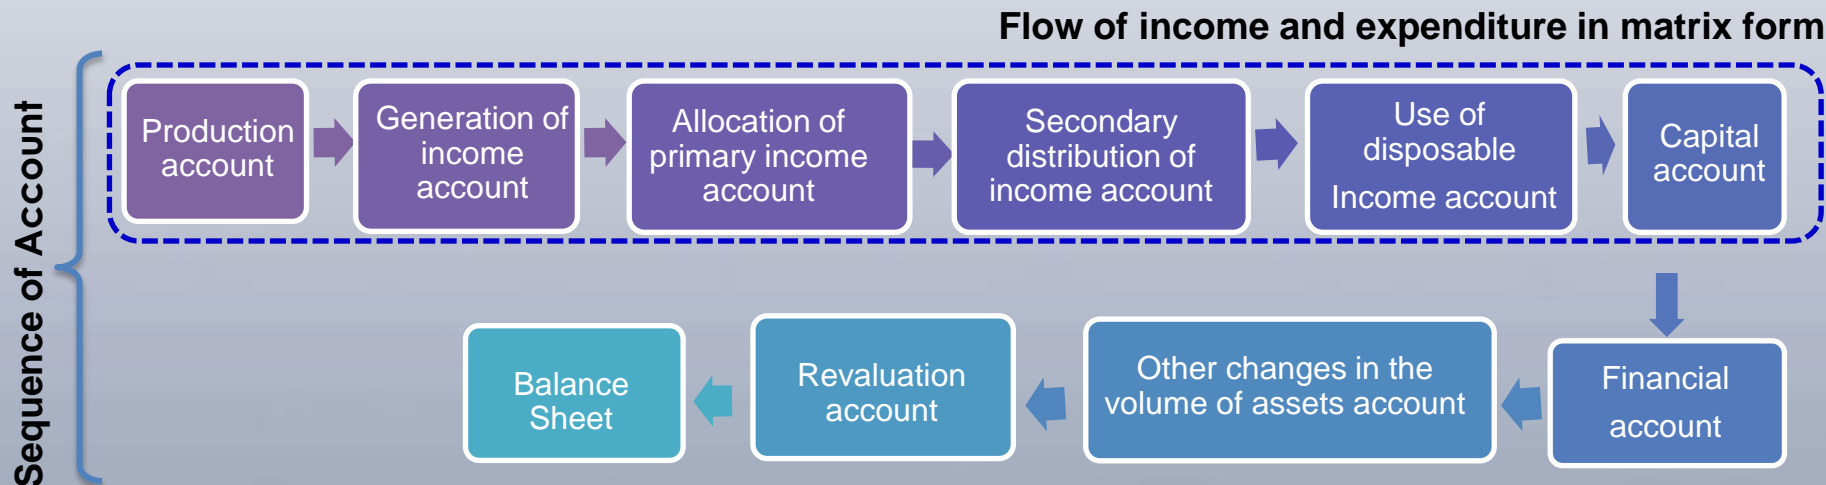 Flow of income and expenditure in matrix form
Sequence of Account
Production
account
Generation of
income
account
Allocation of
primary income
account
Secondary
distribution of
income account
Use of
disposable
Income account
Capital
account
Financial
account
Other changes in the
volume of assets account
Revaluation
account
Balance
Sheet